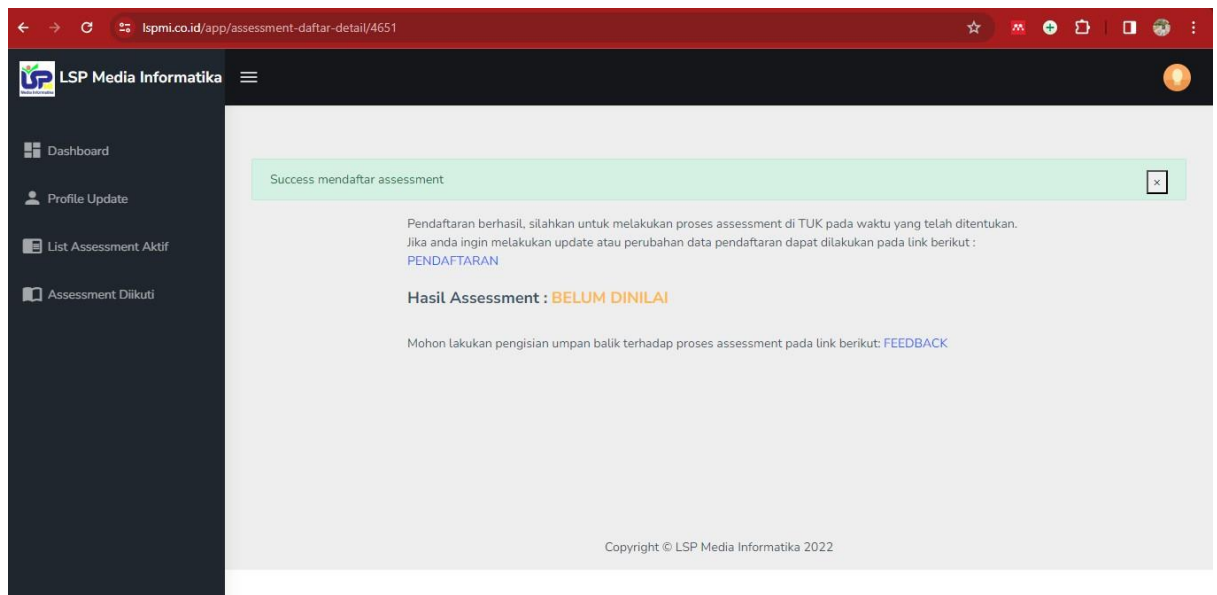 lspmi.co.id/app/assessment-daftar-detail/4651
LSP Media Informatika
Dashboard
Profile Update
List Assessment Aktif
Assessment Diikuti
Success mendaftar assessment
×
Pendaftaran berhasil, silahkan untuk melakukan proses assessment di TUK pada waktu yang telah ditentukan.
Jika anda ingin melakukan update atau perubahan data pendaftaran dapat dilakukan pada link berikut :
PENDAFTARAN
Hasil Assessment : BELUM DINILAI
Mohon lakukan pengisian umpan balik terhadap proses assessment pada link berikut: FEEDBACK
Copyright © LSP Media Informatika 2022